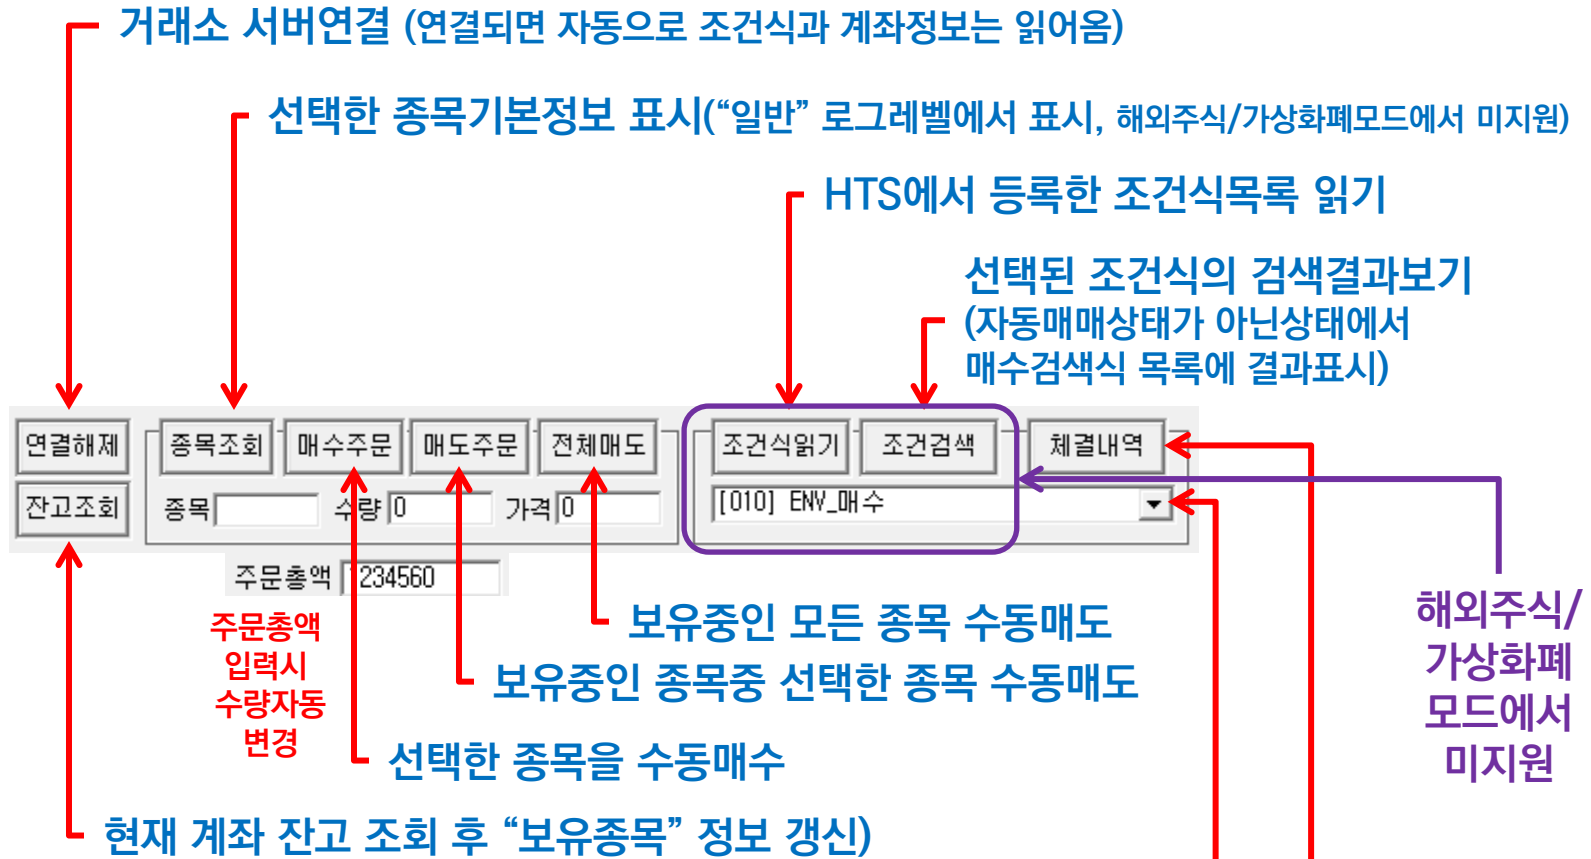 거래소 서버연결 (연결되면 자동으로 조건식과 계좌정보는 읽어옴)
선택한 종목기본정보 표시(“일반” 로그레벨에서 표시, 해외주식/가상화폐모드에서 미지원)
HTS에서 등록한 조건식목록 읽기
선택된 조건식의 검색결과보기
(자동매매상태가 아닌상태에서
매수검색식 목록에 결과표시)
연결해제 종목조회 매수주문 매도주문 전체매도 조건식읽기 조건검색 체결내역
잔고조회 종목 수량 0 가격 0 [010] ENV_매수
주문총액 1234560
주문총액
입력시
수량자동
변경
보유중인 모든 종목 수동매도
보유중인 종목중 선택한 종목 수동매도
선택한 종목을 수동매수
현재 계좌 잔고 조회 후 “보유종목” 정보 갱신)
해외주식/
가상화폐
모드에서
미지원